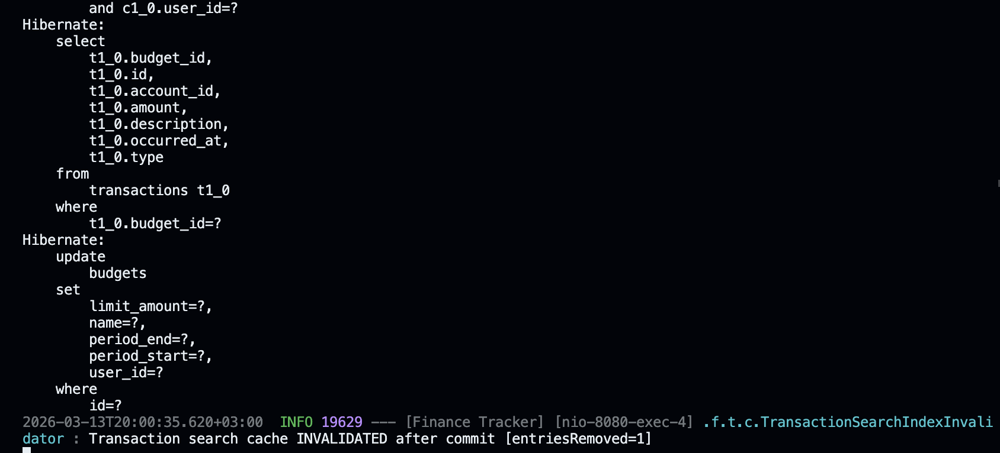 and c1_0.user_id=?
Hibernate:
select
t1_0.budget_id,
t1_0.id,
t1_0.account_id,
t1_0.amount,
t1_0.description,
t1_0.occurred_at,
t1_0.type
from
transactions t1_0
where
t1_0.budget_id=?
Hibernate:
update
budgets
set
limit_amount=?,
name=?,
period_end=?,
period_start=?,
user_id=?
where
id=?
2026-03-13T20:00:35.620+03:00  INFO 19629 --- [Finance Tracker] [nio-8080-exec-4] .f.t.c.TransactionSearchIndexInvali
dator : Transaction search cache INVALIDATED after commit [entriesRemoved=1]